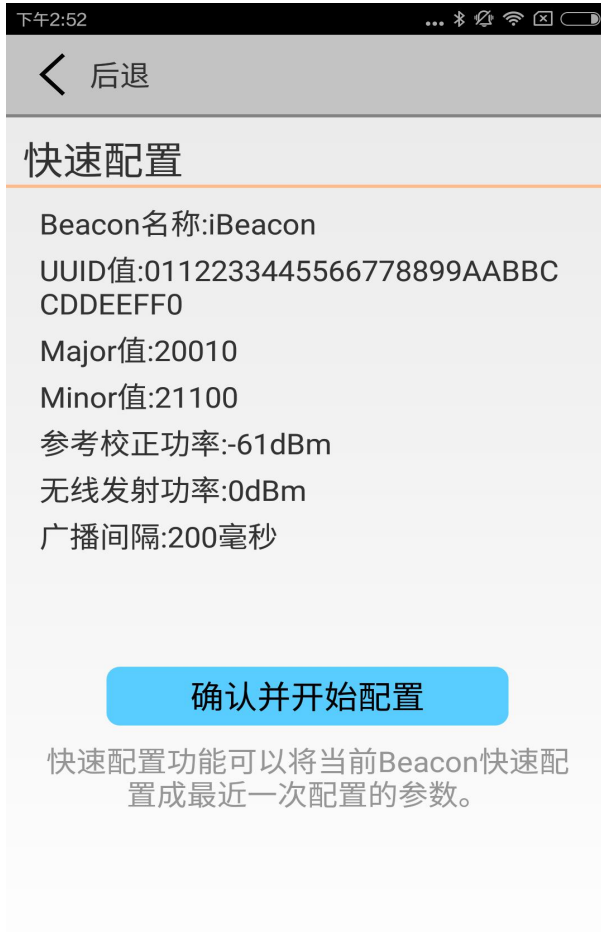 下午2:52
后退
快速配置
Beacon名称:iBeacon
UUID值:0112233445566778899AABBC
CDDEEFF0
Major值:20010
Minor值:21100
参考校正功率:-61dBm
无线发射功率:0dBm
广播间隔:200毫秒
确认并开始配置
快速配置功能可以将当前Beacon快速配
置成最近一次配置的参数。